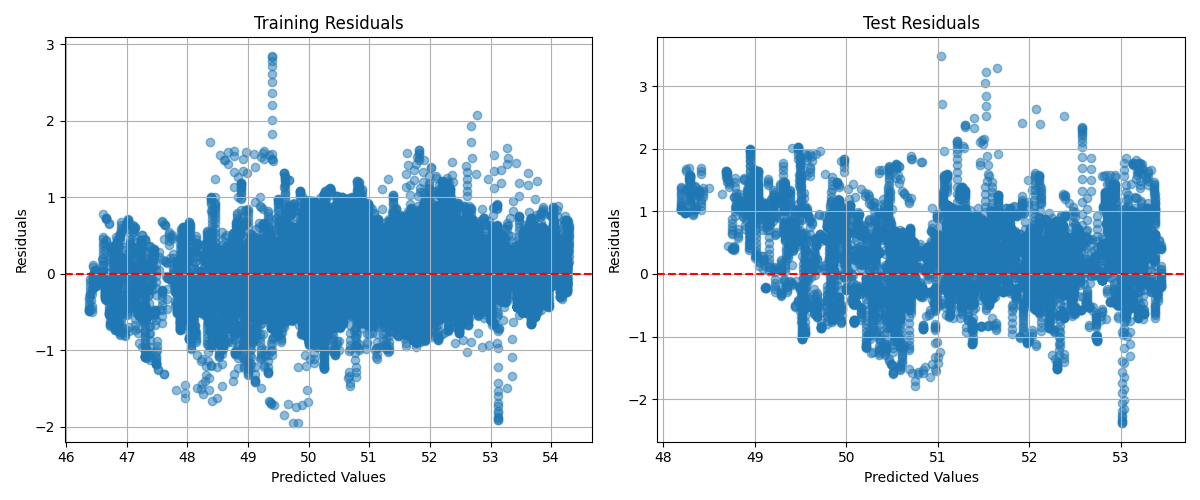 Training Residuals
3
2
1
0
−1
−2
Residuals
46 47 48 49 50 51 52 53 54
Predicted Values
Test Residuals
3
2
1
0
−1
−2
Residuals
48 49 50 51 52 53
Predicted Values